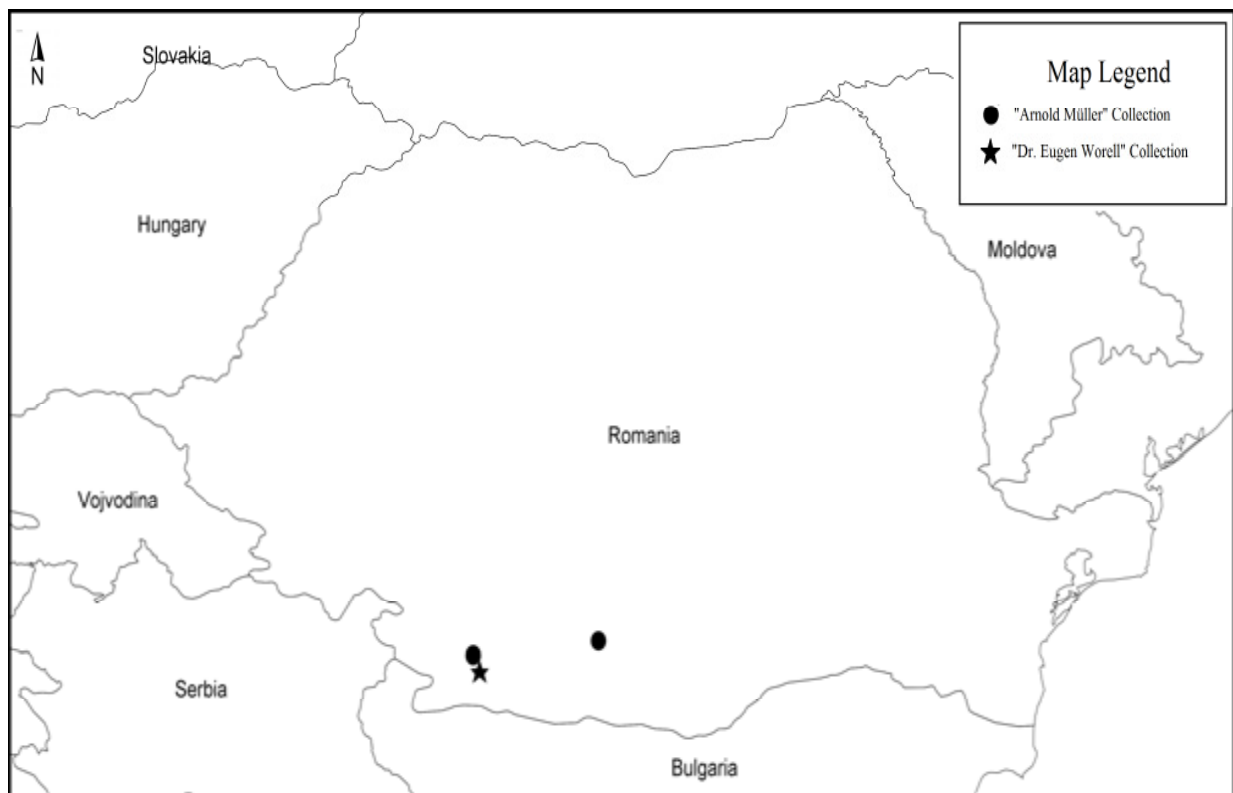 N
Slovakia
Map Legend
"Arnold Müller" Collection
"Dr. Eugen Worell" Collection
Hungary
Moldova
Romania
Vojvodina
Serbia
Bulgaria